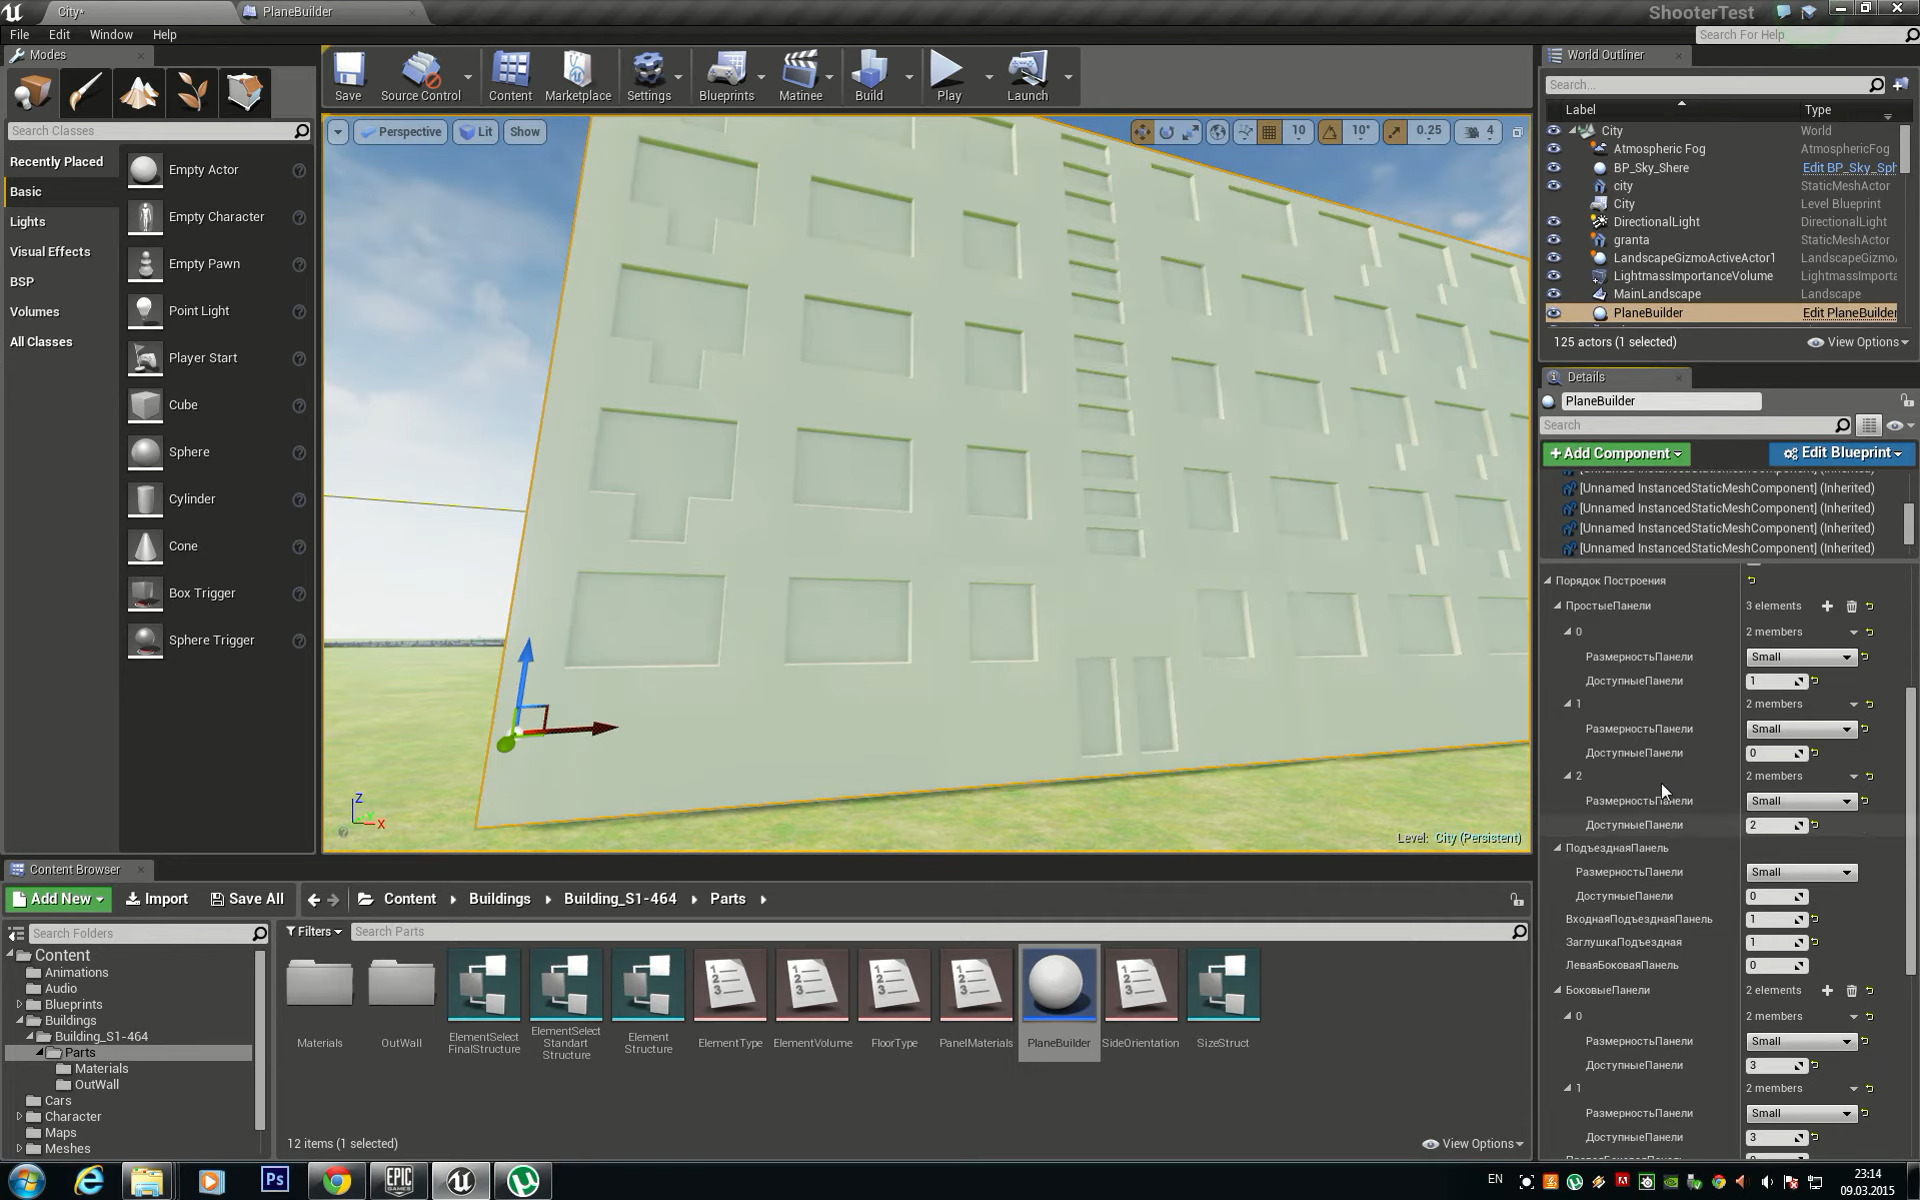 City*
PlaneBuilder
ShooterTest
File Edit Window Help
Search For Help
Modes
Search Classes
Recently Placed
Basic
Lights
Visual Effects
BSP
Volumes
All Classes
Empty Actor
Empty Character
Empty Pawn
Point Light
Player Start
Cube
Sphere
Cylinder
Cone
Box Trigger
Sphere Trigger
Save
Source Control
Content
Marketplace
Settings
Blueprints
Matinee
Build
Play
Launch
Perspective Lit Show
10 10° 0.25 4
Z
X
Level: City (Persistent)
World Outliner
Search...
Label Type
City World
Atmospheric Fog AtmosphericFog
BP_Sky_Shere Edit BP_Sky_Sph
city StaticMeshActor
City Level Blueprint
DirectionalLight DirectionalLight
granta StaticMeshActor
LandscapeGizmoActiveActor1 LandscapeGizmo
LightmassImportanceVolume LightmassImporta
MainLandscape Landscape
PlaneBuilder Edit PlaneBuilder
125 actors (1 selected) View Options
Details
PlaneBuilder
Search
+Add Component Edit Blueprint
[Unnamed InstancedStaticMeshComponent] (Inherited)
[Unnamed InstancedStaticMeshComponent] (Inherited)
[Unnamed InstancedStaticMeshComponent] (Inherited)
[Unnamed InstancedStaticMeshComponent] (Inherited)
Порядок Построения
ПростыеПанели 3 elements
0 2 members
РазмерностьПанели Small
ДоступныеПанели 1
1 2 members
РазмерностьПанели Small
ДоступныеПанели 0
2 2 members
РазмерностьПанели Small
ДоступныеПанели 2
ПодъезднаяПанель
РазмерностьПанели Small
ДоступныеПанели 0
ВходнаяПодъезднаяПанель 1
ЗаглушкаПодъездная 1
ЛеваяБоковаяПанель 0
БоковыеПанели 2 elements
0 2 members
РазмерностьПанели Small
ДоступныеПанели 3
1 2 members
РазмерностьПанели Small
ДоступныеПанели 3
Content Browser
Add New Import Save All Content Buildings Building_S1-464 Parts
Search Folders
Filters Search Parts
Content
Animations
Audio
Blueprints
Buildings
Building_S1-464
Parts
Materials
OutWall
Cars
Character
Maps
Meshes
Materials
OutWall
ElementSelect
FinalStructure
ElementSelect
Standart
Structure
Element
Structure
ElementType
ElementVolume
FloorType
PanelMaterials
PlaneBuilder
SideOrientation
SizeStruct
12 items (1 selected) View Options
Ps
EPIC
GAMES
EN
23:14
09.03.2015